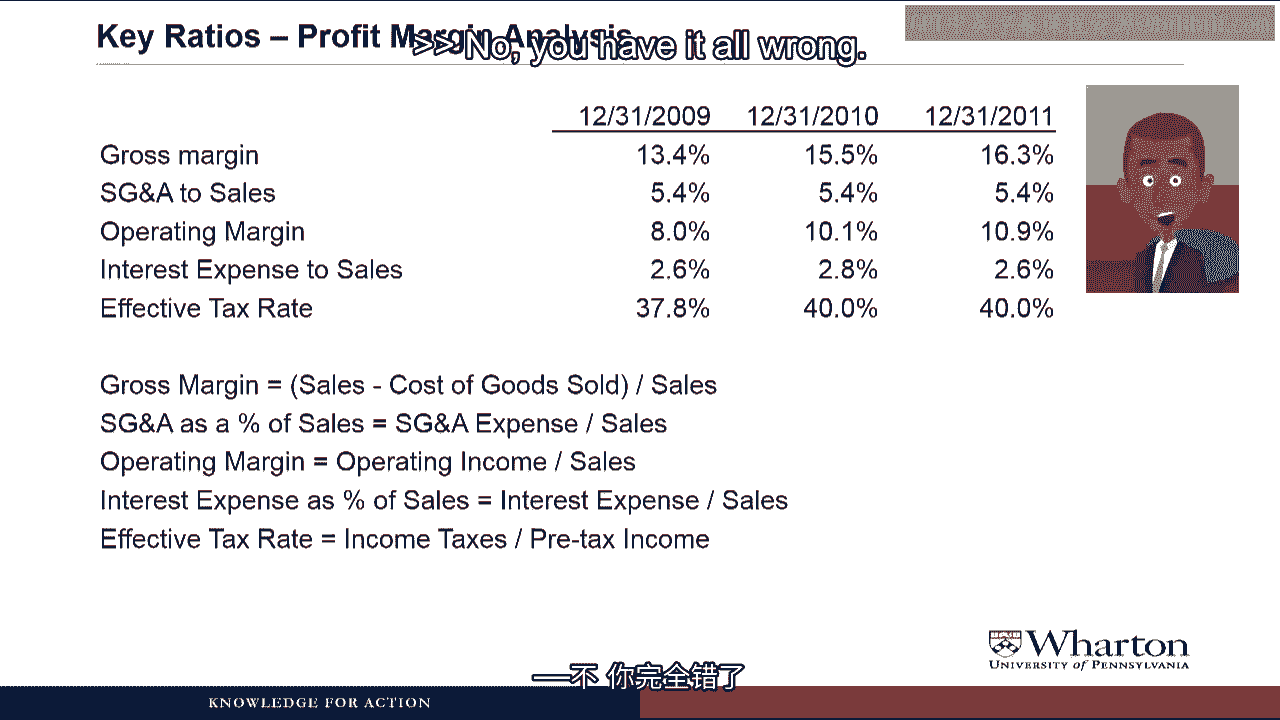 Key Ratios – Profit Margin Analysis
>> No, you have it all wrong.
12/31/2009 12/31/2010 12/31/2011
Gross margin 13.4% 15.5% 16.3%
SG&A to Sales 5.4% 5.4% 5.4%
Operating Margin 8.0% 10.1% 10.9%
Interest Expense to Sales 2.6% 2.8% 2.6%
Effective Tax Rate 37.8% 40.0% 40.0%
Gross Margin = (Sales - Cost of Goods Sold) / Sales
SG&A as a % of Sales = SG&A Expense / Sales
Operating Margin = Operating Income / Sales
Interest Expense as % of Sales = Interest Expense / Sales
Effective Tax Rate = Income Taxes / Pre-tax Income
Wharton
UNIVERSITY of PENNSYLVANIA
—不 你完全错了
KNOWLEDGE FOR ACTION